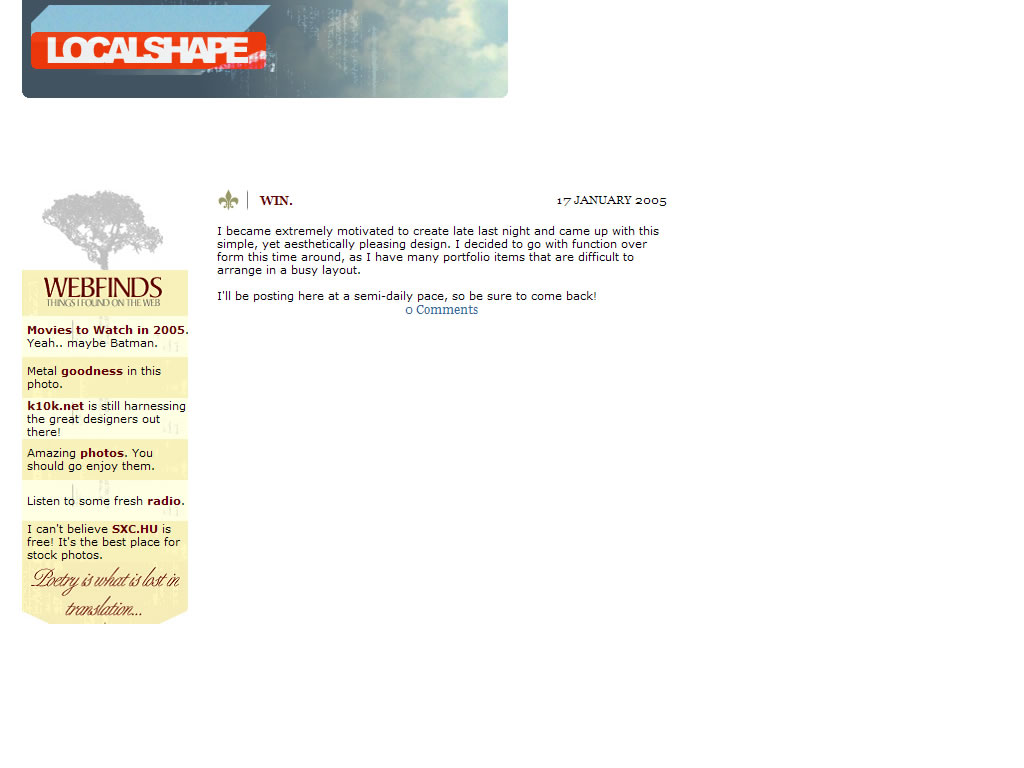 LOCALSHAPE
WIN.
17 JANUARY 2005
I became extremely motivated to create late last night and came up with this
simple, yet aesthetically pleasing design. I decided to go with function over
form this time around, as I have many portfolio items that are difficult to
arrange in a busy layout.
I'll be posting here at a semi-daily pace, so be sure to come back!
0 Comments
WEBFINDS
THINGS I FOUND ON THE WEB
Movies to Watch in 2005.
Yeah.. maybe Batman.
Metal goodness in this
photo.
k10k.net is still harnessing
the great designers out
there!
Amazing photos. You
should go enjoy them.
Listen to some fresh radio.
I can't believe SXC.HU is
free! It's the best place for
stock photos.
Poetry is what is lost in
translation...